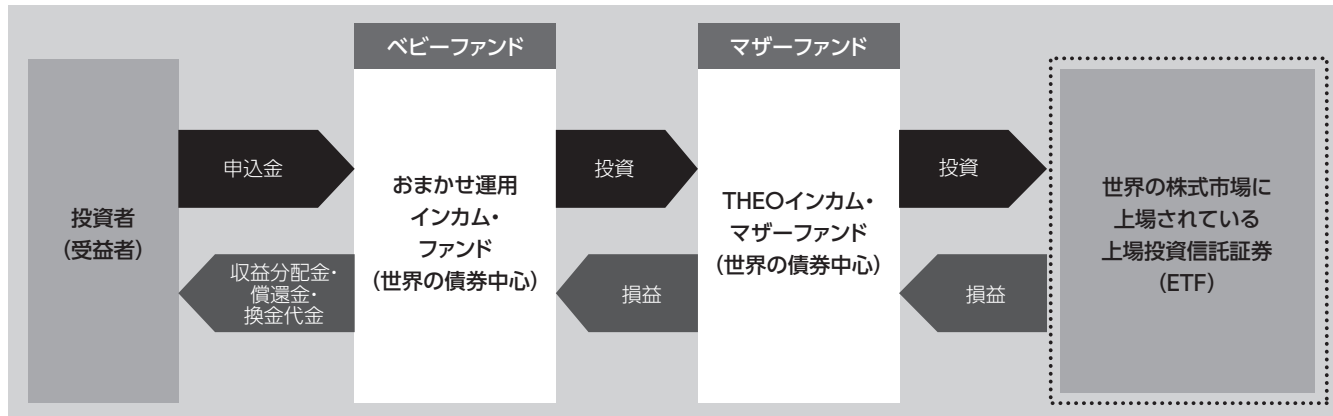 ベビーファンド
マザーファンド
投資者
(受益者)
申込金
収益分配金・
償還金・
換金代金
おまかせ運用
インカム・
ファンド
(世界の債券中心)
投資
損益
THEOインカム・
マザーファンド
(世界の債券中心)
投資
損益
世界の株式市場に
上場されている
上場投資信託証券
(ETF)